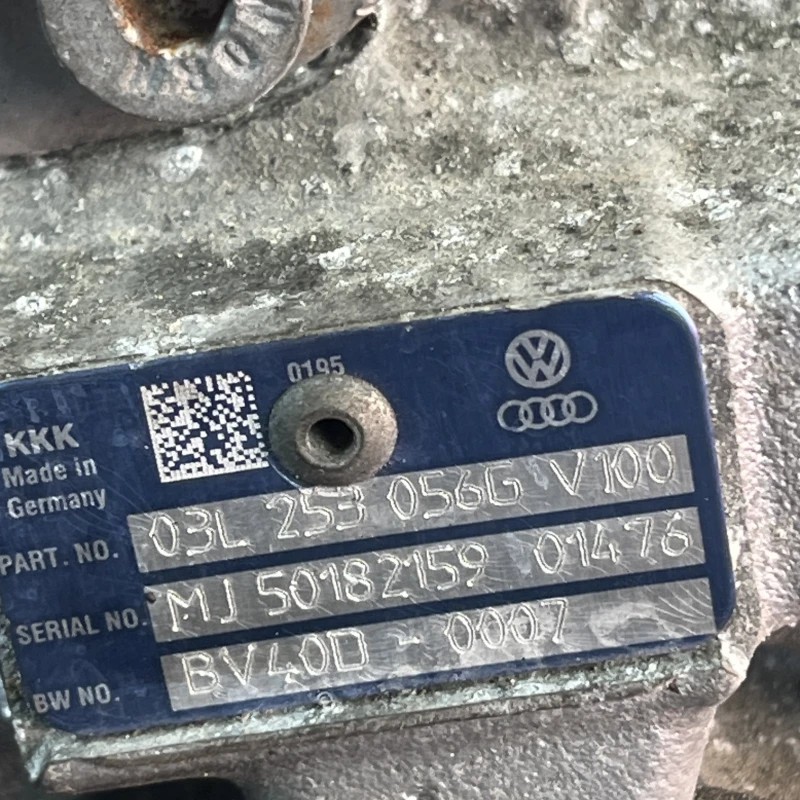 0195
KKK
Made in
Germany
PART. NO. 03L 253 056G V100
SERIAL NO. MJ 50182159 01476
BW NO. BV40D - 0007